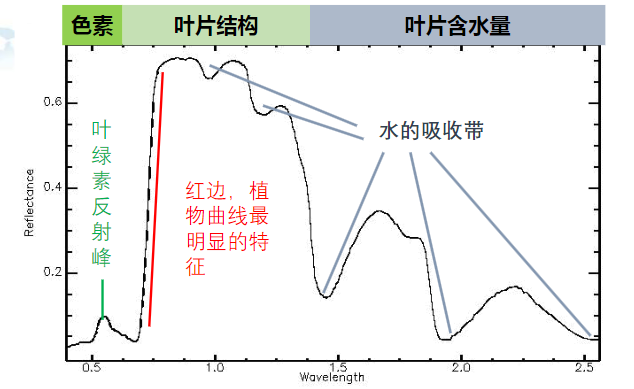 色素 叶片结构 叶片含水量
0.6
0.4
0.2
Reflectance
叶
绿
素
反
射
峰
红边，植
物曲线最
明显的特
征
水的吸收带
0.5 1.0 1.5 2.0 2.5
Wavelength